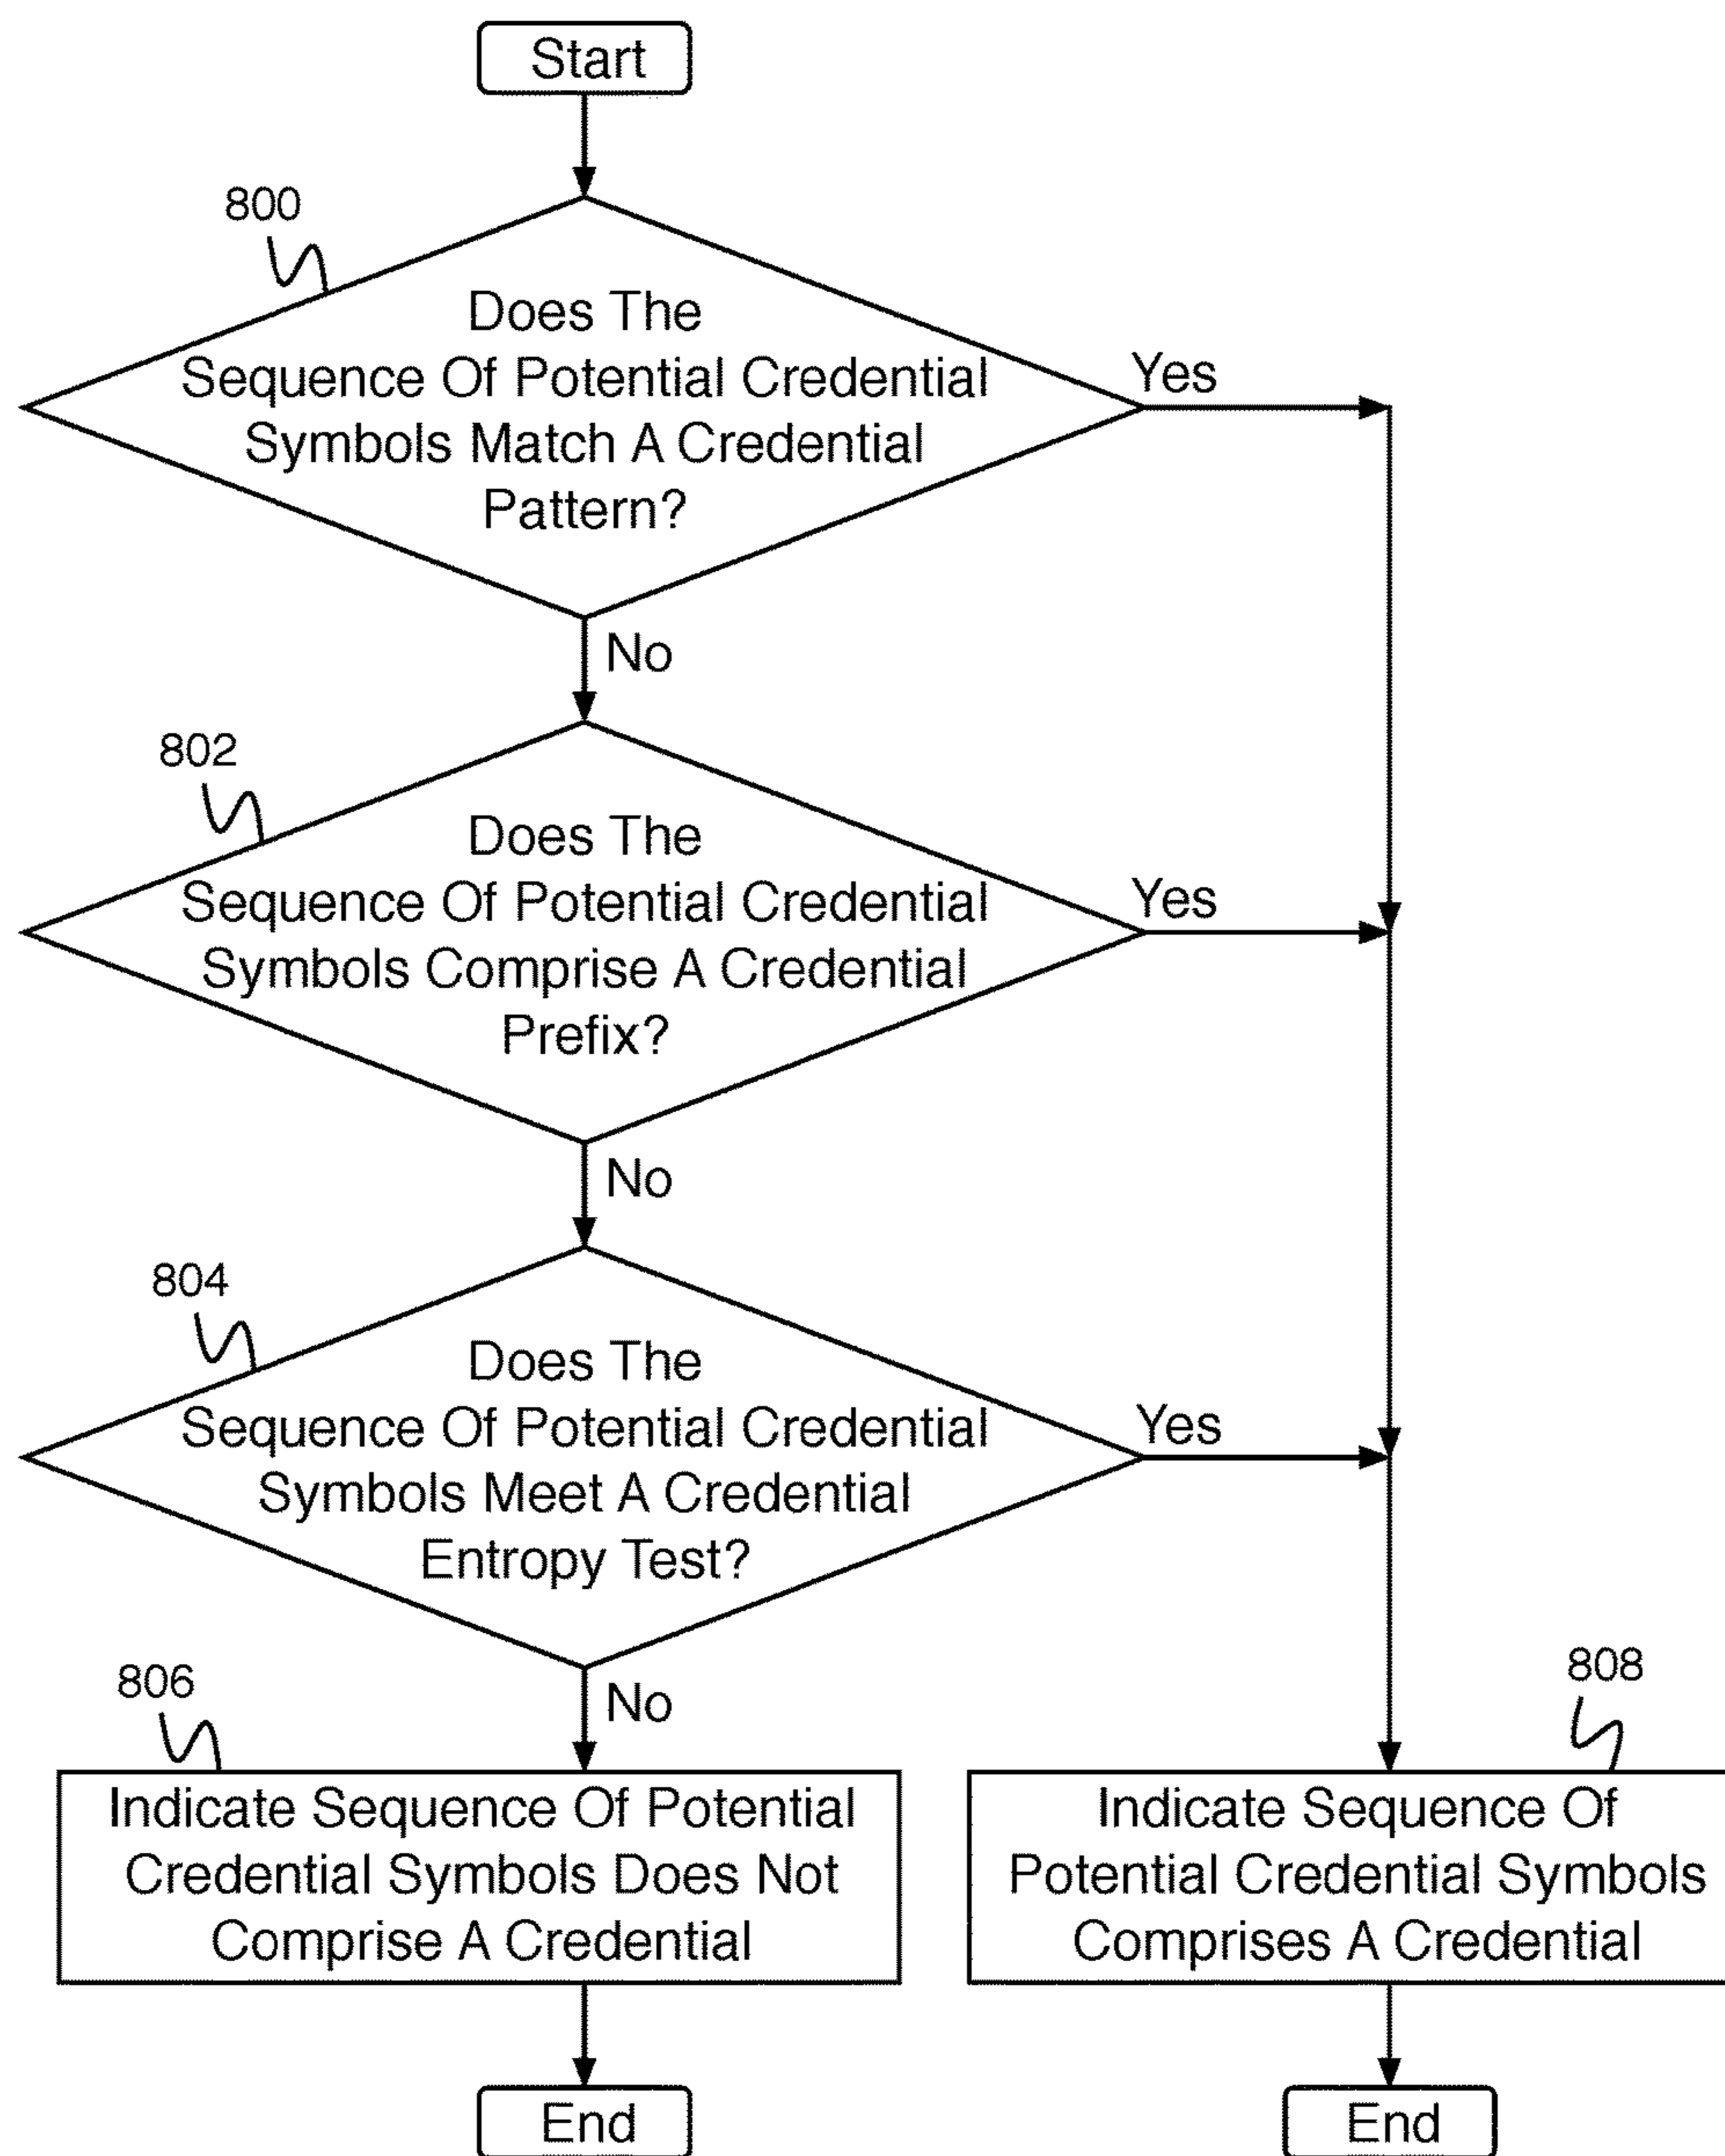 Start
800
Does The
Sequence Of Potential Credential
Symbols Match A Credential
Pattern?
Yes
No
802
Does The
Sequence Of Potential Credential
Symbols Comprise A Credential
Prefix?
Yes
No
804
Does The
Sequence Of Potential Credential
Symbols Meet A Credential
Entropy Test?
Yes
No
806
Indicate Sequence Of Potential
Credential Symbols Does Not
Comprise A Credential
808
Indicate Sequence Of
Potential Credential Symbols
Comprises A Credential
End
End